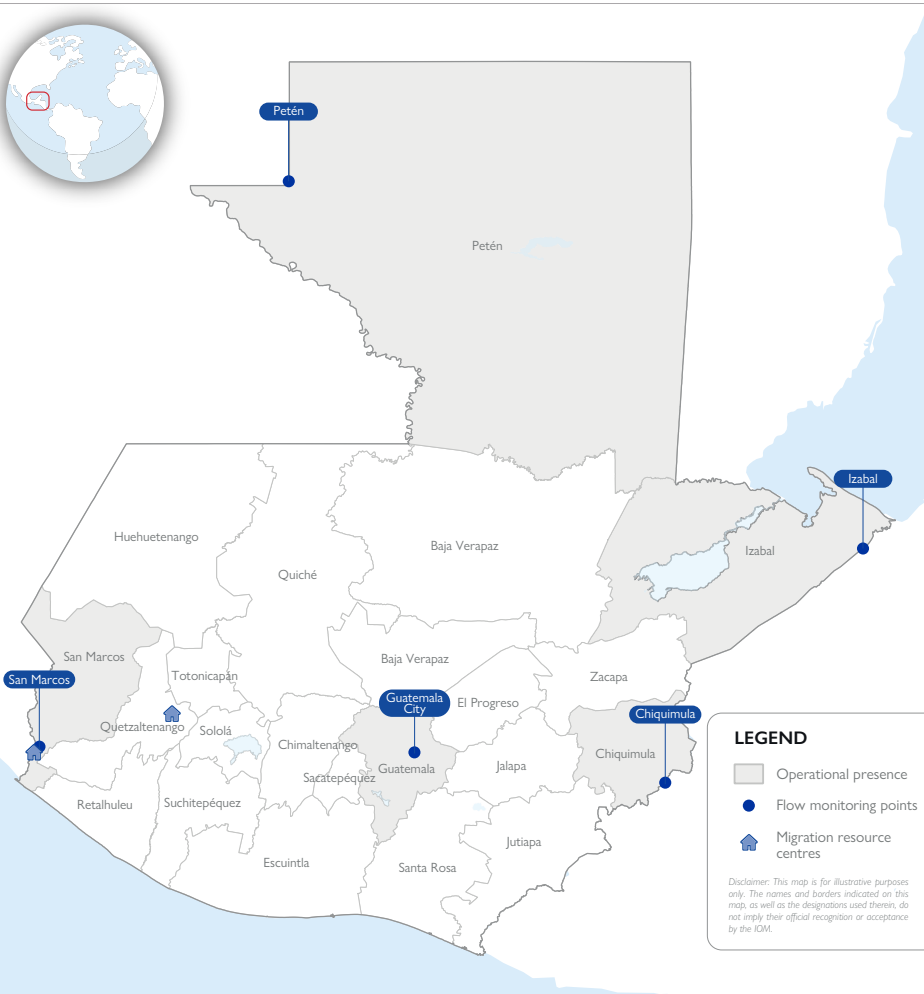 Petén
Petén
Izabal
Huehuetenango
Baja Verapaz
Izabal
Quiché
San Marcos
Baja Verapaz
San Marcos
Totonicapán
Zacapa
Guatemala
City
El Progreso
Chiquimula
Quetzaltenango
Sololá
Chimaltenango
Chiquimula
Guatemala
Jalapa
Sacatepéquez
Retalhuleu
Suchitepéquez
Jutiapa
Escuintla
Santa Rosa
LEGEND
Operational presence
Flow monitoring points
Migration resource
centres
Disclaimer: This map is for illustrative purposes
only. The names and borders indicated on this
map, as well as the designations used therein, do
not imply their official recognition or acceptance
by the IOM.